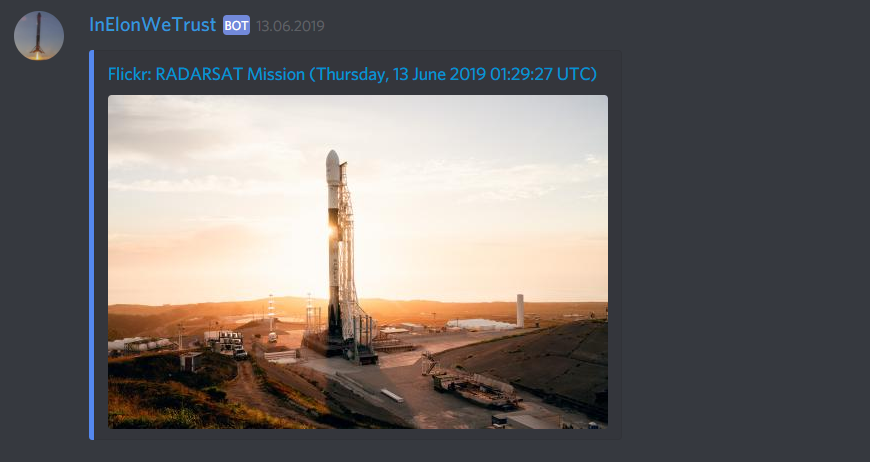 InElonWeTrust BOT 13.06.2019
Flickr: RADARSAT Mission (Thursday, 13 June 2019 01:29:27 UTC)